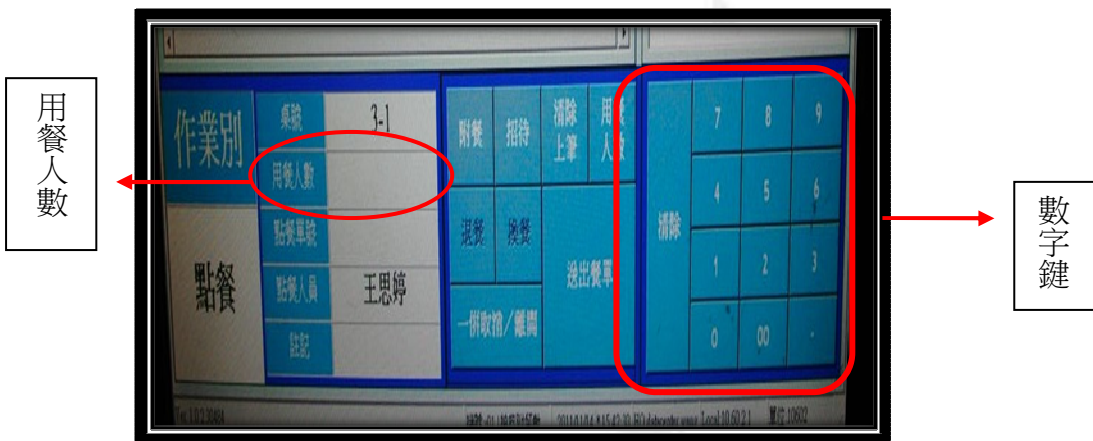 用餐人數
作業別
點餐
桌號 3-1
用餐人數
點餐單號
點餐人員 王思婷
註記
附餐 招待 清除上筆 用餐人數
退餐 換餐
送出餐單
一併取消/離開
清除
7 8 9
4 5 6
1 2 3
0 00 .
數字鍵